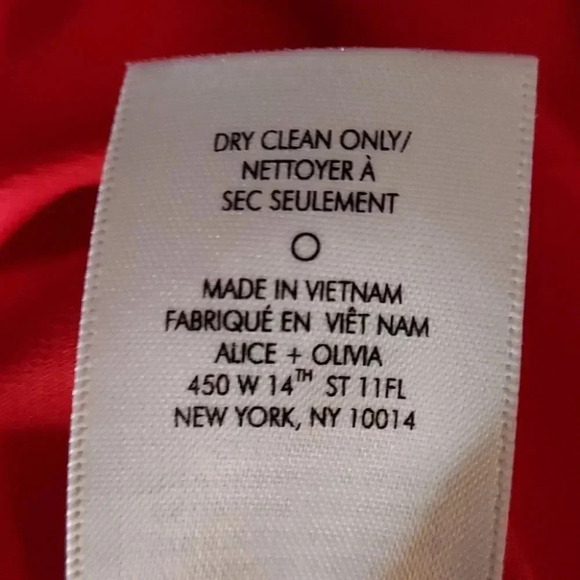 DRY CLEAN ONLY/
NETTOYER À
SEC SEULEMENT
MADE IN VIETNAM
FABRIQUÉ EN VIÊT NAM
ALICE + OLIVIA
450 W 14TH ST 11FL
NEW YORK, NY 10014